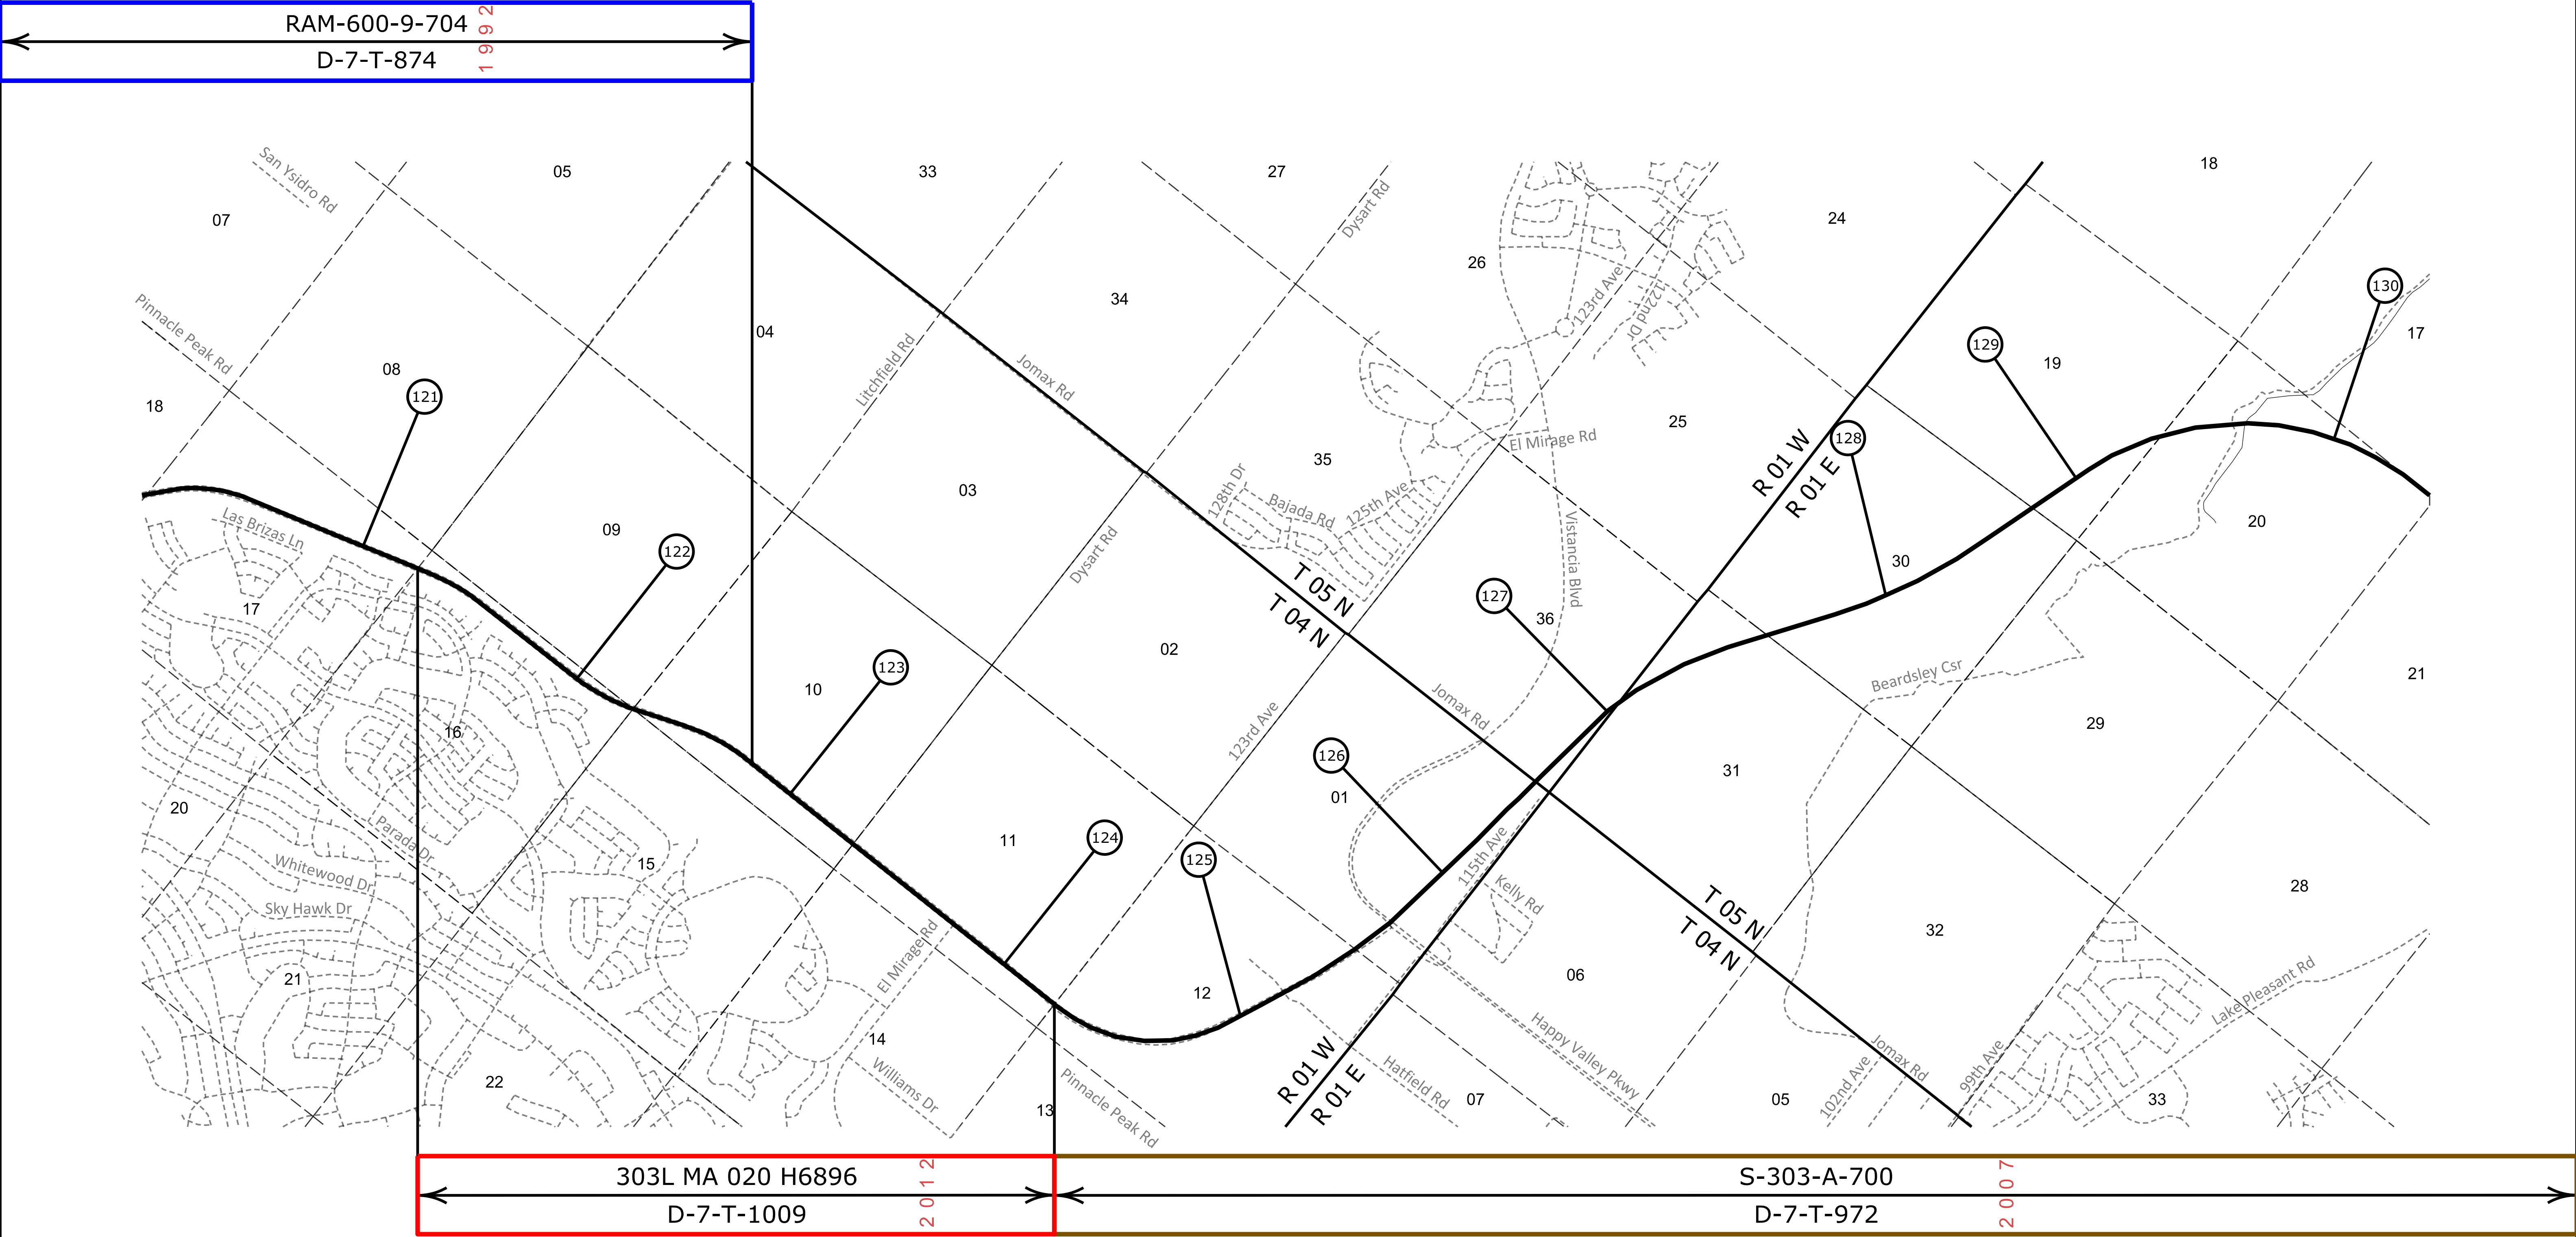 RAM-600-9-704
1992
D-7-T-874
San Ysidro Rd
05
33
27
18
07
Dysart Rd
24
26
34
123rd Ave
122nd Dr
130
Pinnacle Peak Rd
04
17
129
19
Litchfield Rd
Jomax Rd
08
121
18
25
El Mirage Rd
R 01 W
R 01 E
128
35
128th Dr
Bajada Rd
125th Ave
03
Las Brizas Ln
09
122
Dysart Rd
Vistancia Blvd
20
30
T 05 N
T 04 N
127
36
17
02
123
10
Jomax Rd
Beardsley Csr
21
16
123rd Ave
126
29
31
01
20
Parada Dr
11
124
125
115th Ave
15
Whitewood Dr
Kelly Rd
28
Sky Hawk Dr
T 05 N
T 04 N
El Mirage Rd
32
21
12
06
Lake Pleasant Rd
14
Happy Valley Pkwy
Jomax Rd
22
Williams Dr
R 01 W
R 01 E
Hatfield Rd
102nd Ave
99th Ave
13
Pinnacle Peak Rd
07
05
33
303L MA 020 H6896
2012
D-7-T-1009
S-303-A-700
2007
D-7-T-972